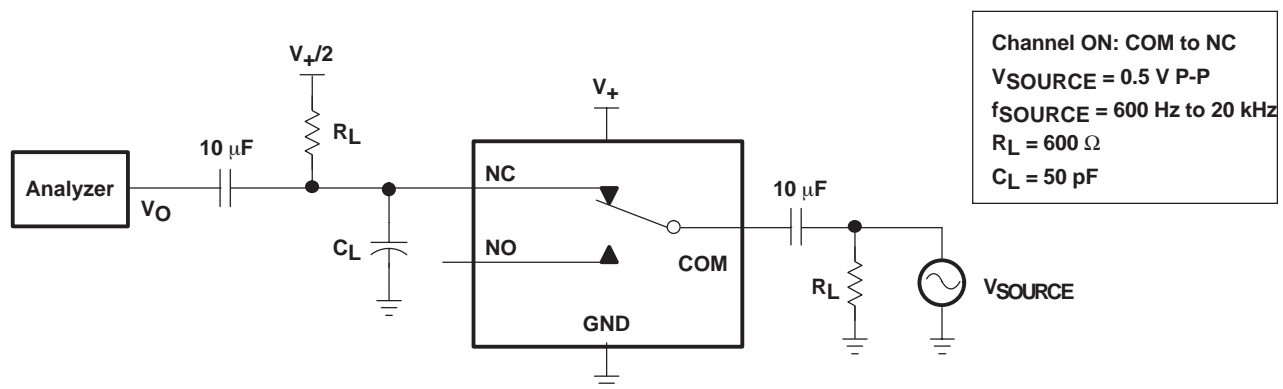 V+/2
V+
RL
10 μF
Analyzer
VO
CL
NC
NO
COM
GND
10 μF
RL
VSOURCE
Channel ON: COM to NC
VSOURCE = 0.5 V P-P
fSOURCE = 600 Hz to 20 kHz
RL = 600 Ω
CL = 50 pF